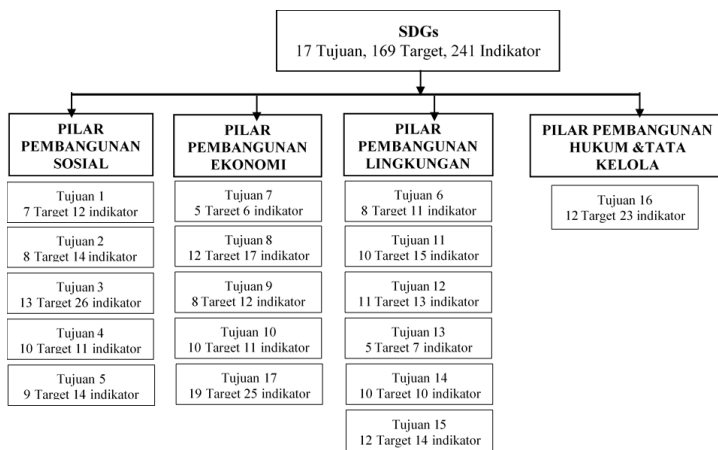 SDGs
17 Tujuan, 169 Target, 241 Indikator
PILAR
PEMBANGUNAN
SOSIAL
Tujuan 1
7 Target 12 indikator
Tujuan 2
8 Target 14 indikator
Tujuan 3
13 Target 26 indikator
Tujuan 4
10 Target 11 indikator
Tujuan 5
9 Target 14 indikator
PILAR
PEMBANGUNAN
EKONOMI
Tujuan 7
5 Target 6 indikator
Tujuan 8
12 Target 17 indikator
Tujuan 9
8 Target 12 indikator
Tujuan 10
10 Target 11 indikator
Tujuan 17
19 Target 25 indikator
PILAR
PEMBANGUNAN
LINGKUNGAN
Tujuan 6
8 Target 11 indikator
Tujuan 11
10 Target 15 indikator
Tujuan 12
11 Target 13 indikator
Tujuan 13
5 Target 7 indikator
Tujuan 14
10 Target 10 indikator
Tujuan 15
12 Target 14 indikator
PILAR PEMBANGUNAN
HUKUM &TATA
KELOLA
Tujuan 16
12 Target 23 indikator